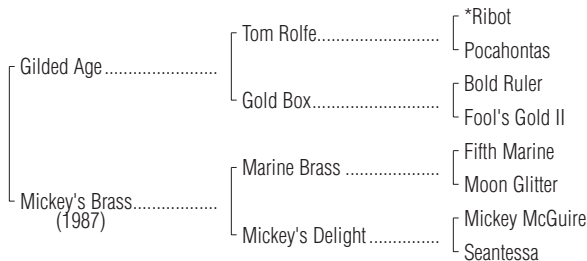 *Ribot
Tom Rolfe
Pocahontas
Gilded Age
Bold Ruler
Gold Box
Fool's Gold II
Fifth Marine
Marine Brass
Moon Glitter
Mickey's Brass
(1987)
Mickey McGuire
Mickey's Delight
Seantessa